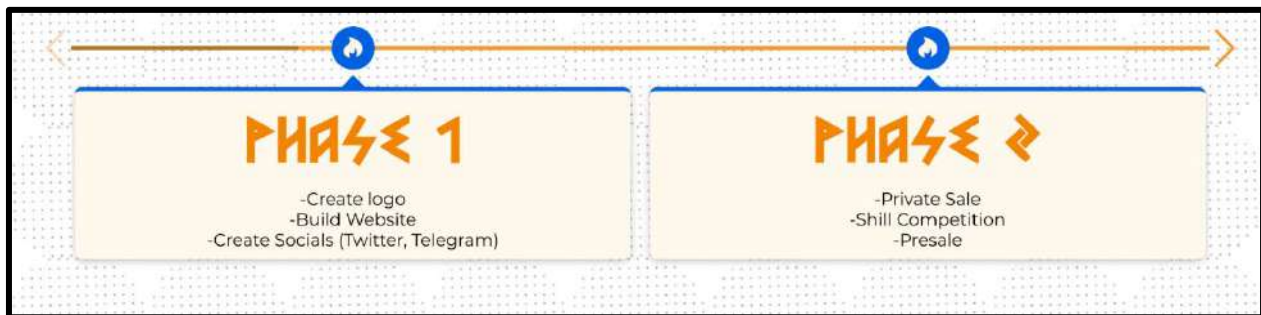 PHASE 1
-Create logo
-Build Website
-Create Socials (Twitter, Telegram)
PHASE 2
-Private Sale
-Shill Competition
-Presale